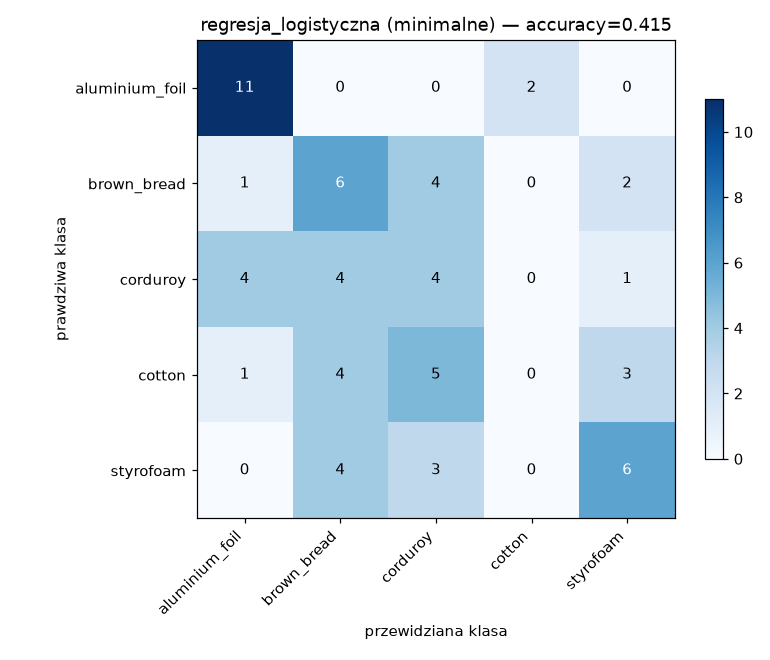 regresja_logistyczna (minimalne) — accuracy=0.415
prawdziwa klasa
aluminium_foil 11 0 0 2 0
brown_bread 1 6 4 0 2
corduroy 4 4 4 0 1
cotton 1 4 5 0 3
styrofoam 0 4 3 0 6
aluminium_foil brown_bread corduroy cotton styrofoam
przewidziana klasa
10
8
6
4
2
0